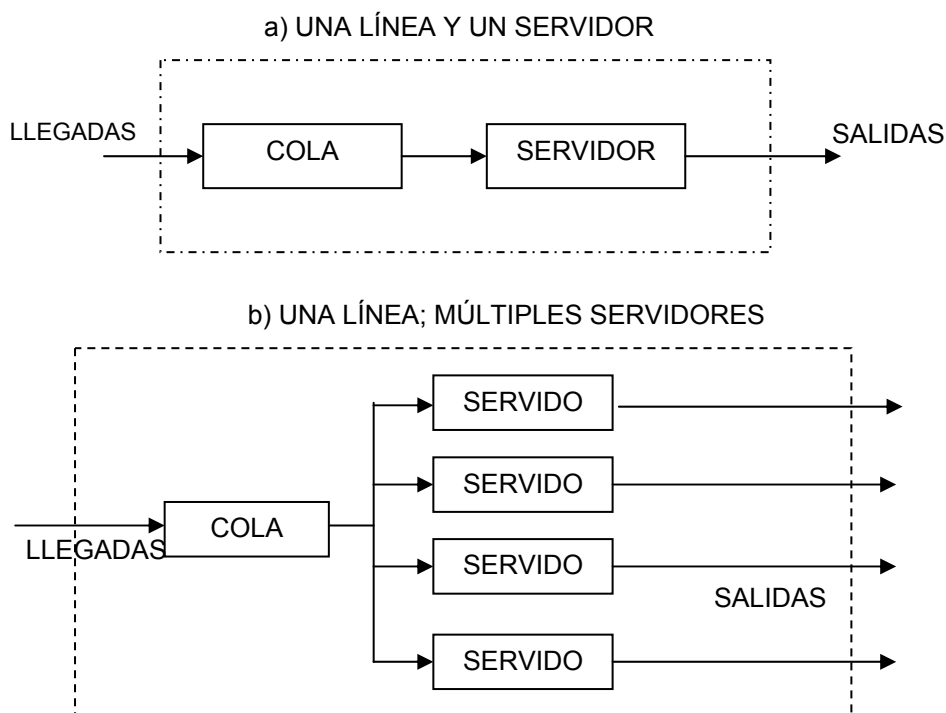 a) UNA LÍNEA Y UN SERVIDOR
LLEGADAS
COLA
SERVIDOR
SALIDAS
b) UNA LÍNEA; MÚLTIPLES SERVIDORES
SERVIDO
SERVIDO
COLA
LLEGADAS
SERVIDO
SALIDAS
SERVIDO